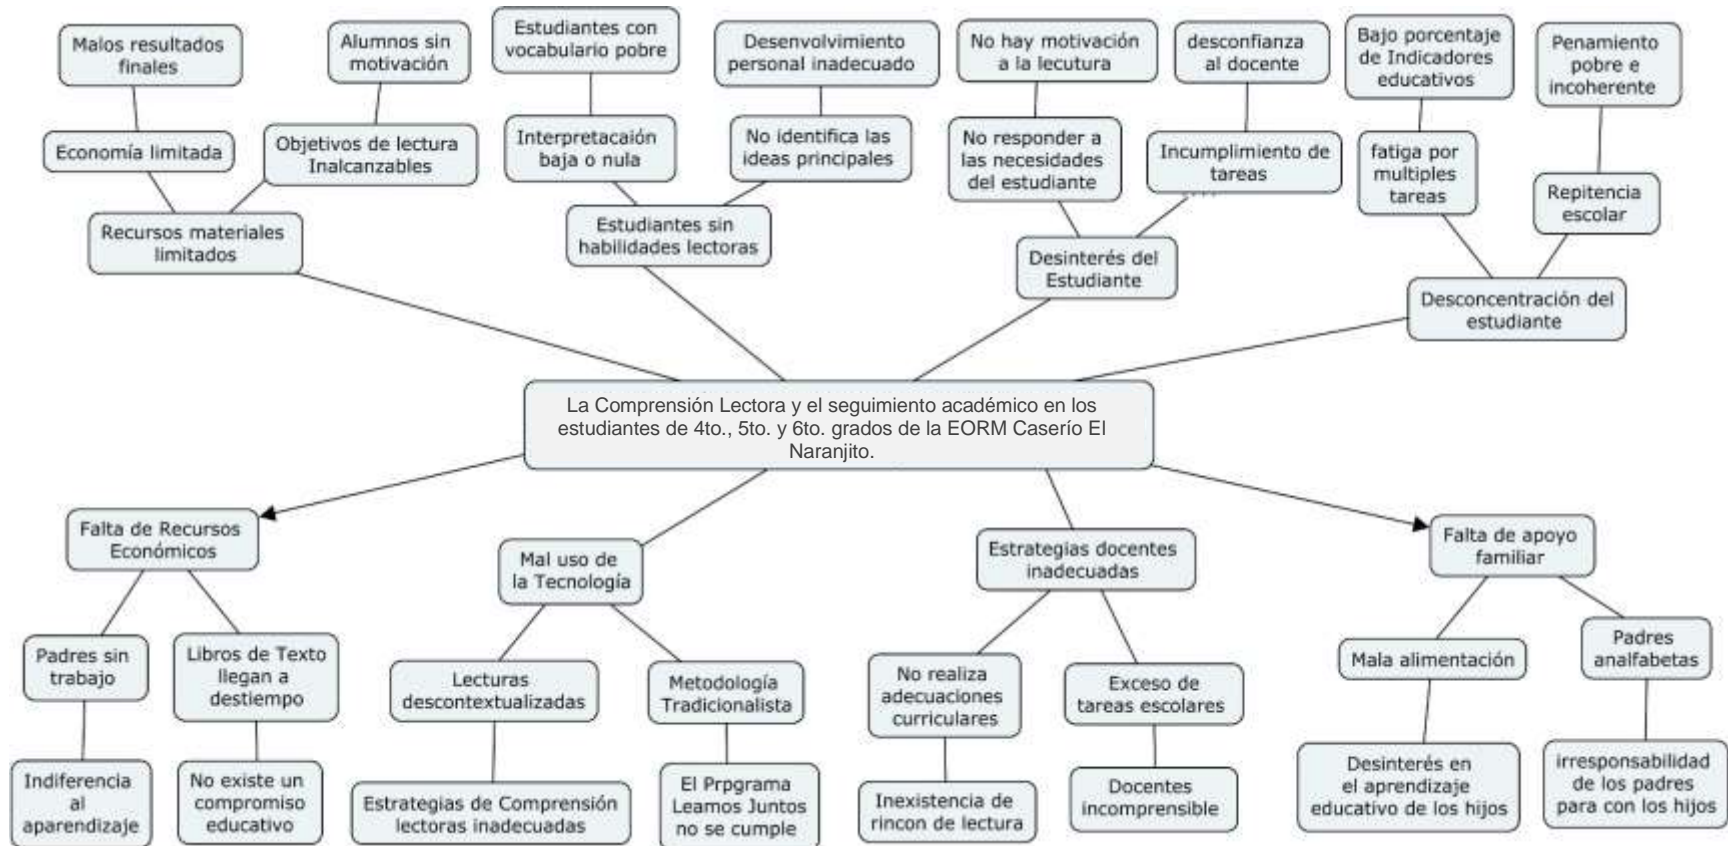 Malos resultados
finales
Alumnos sin
motivación
Estudiantes con
vocabulario pobre
Desenvolvimiento
personal inadecuado
No hay motivación
a la lecutura
desconfianza
al docente
Bajo porcentaje
de Indicadores
educativos
Penamiento
pobre e
incoherente
Economía limitada
Objetivos de lectura
Inalcanzables
Interpretacaión
baja o nula
No identifica las
ideas principales
No responder a
las necesidades
del estudiante
Incumplimiento de
tareas
fatiga por
multiples
tareas
Repitencia
escolar
Recursos materiales
limitados
Estudiantes sin
habilidades lectoras
Desinterés del
Estudiante
Desconcentración del
estudiante
La Comprensión Lectora y el seguimiento académico en los
estudiantes de 4to., 5to. y 6to. grados de la EORM Caserío El
Naranjito.
Falta de Recursos
Económicos
Mal uso de
la Tecnología
Estrategias docentes
inadecuadas
Falta de apoyo
familiar
Padres sin
trabajo
Libros de Texto
llegan a
destiempo
Lecturas
descontextualizadas
Metodología
Tradicionalista
No realiza
adecuaciones
curriculares
Exceso de
tareas escolares
Mala alimentación
Padres
analfabetas
Indiferencia
al
aparendizaje
No existe un
compromiso
educativo
Estrategias de Comprensión
lectoras inadecuadas
El Prpgrama
Leamos Juntos
no se cumple
Inexistencia de
rincon de lectura
Docentes
incomprensible
Desinterés en
el aprendizaje
educativo de los hijos
irresponsabilidad
de los padres
para con los hijos